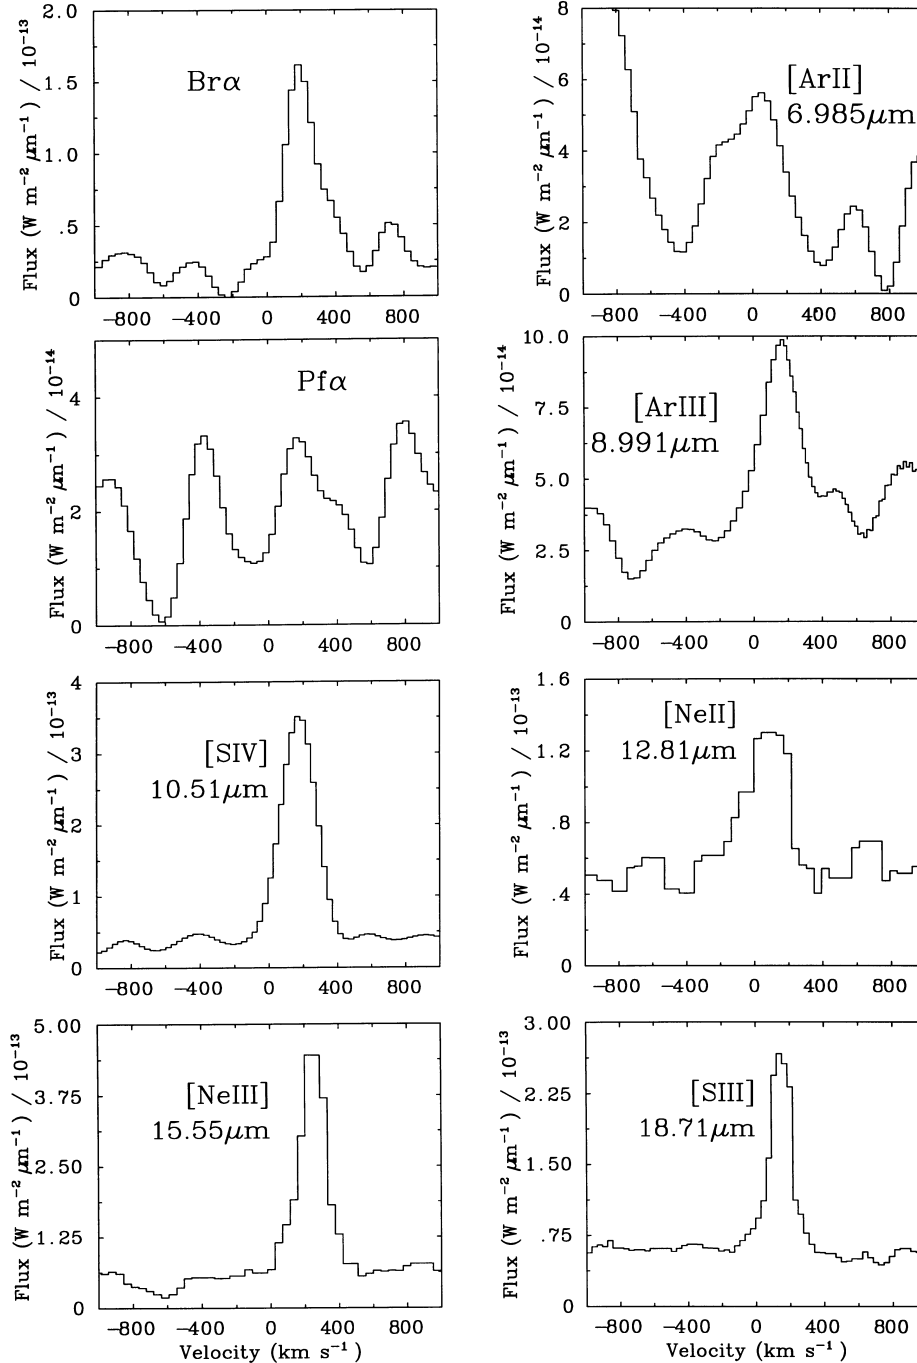 Flux (W m⁻² μm⁻¹) / 10⁻¹³
2.0
1.5
1.0
.5
0
Brα
−800 −400 0 400 800
Flux (W m⁻² μm⁻¹) / 10⁻¹⁴
8
6
4
2
0
[ArII]
6.985μm
−800 −400 0 400 800
Flux (W m⁻² μm⁻¹) / 10⁻¹⁴
4
2
0
Pfα
−800 −400 0 400 800
Flux (W m⁻² μm⁻¹) / 10⁻¹⁴
10.0
7.5
5.0
2.5
0
[ArIII]
8.991μm
−800 −400 0 400 800
Flux (W m⁻² μm⁻¹) / 10⁻¹³
4
3
2
1
0
[SIV]
10.51μm
−800 −400 0 400 800
Flux (W m⁻² μm⁻¹) / 10⁻¹³
1.6
1.2
.8
.4
0
[NeII]
12.81μm
−800 −400 0 400 800
Flux (W m⁻² μm⁻¹) / 10⁻¹³
5.00
3.75
2.50
1.25
0
[NeIII]
15.55μm
−800 −400 0 400 800
Velocity (km s⁻¹)
Flux (W m⁻² μm⁻¹) / 10⁻¹³
3.00
2.25
1.50
.75
0
[SIII]
18.71μm
−800 −400 0 400 800
Velocity (km s⁻¹)